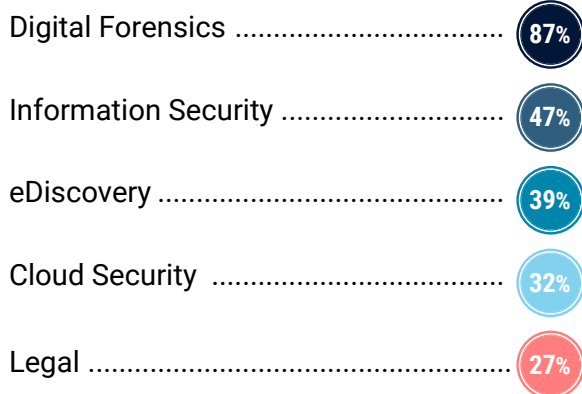 Digital Forensics .............................. 87%
Information Security ......................... 47%
eDiscovery ....................................... 39%
Cloud Security ................................. 32%
Legal ............................................... 27%